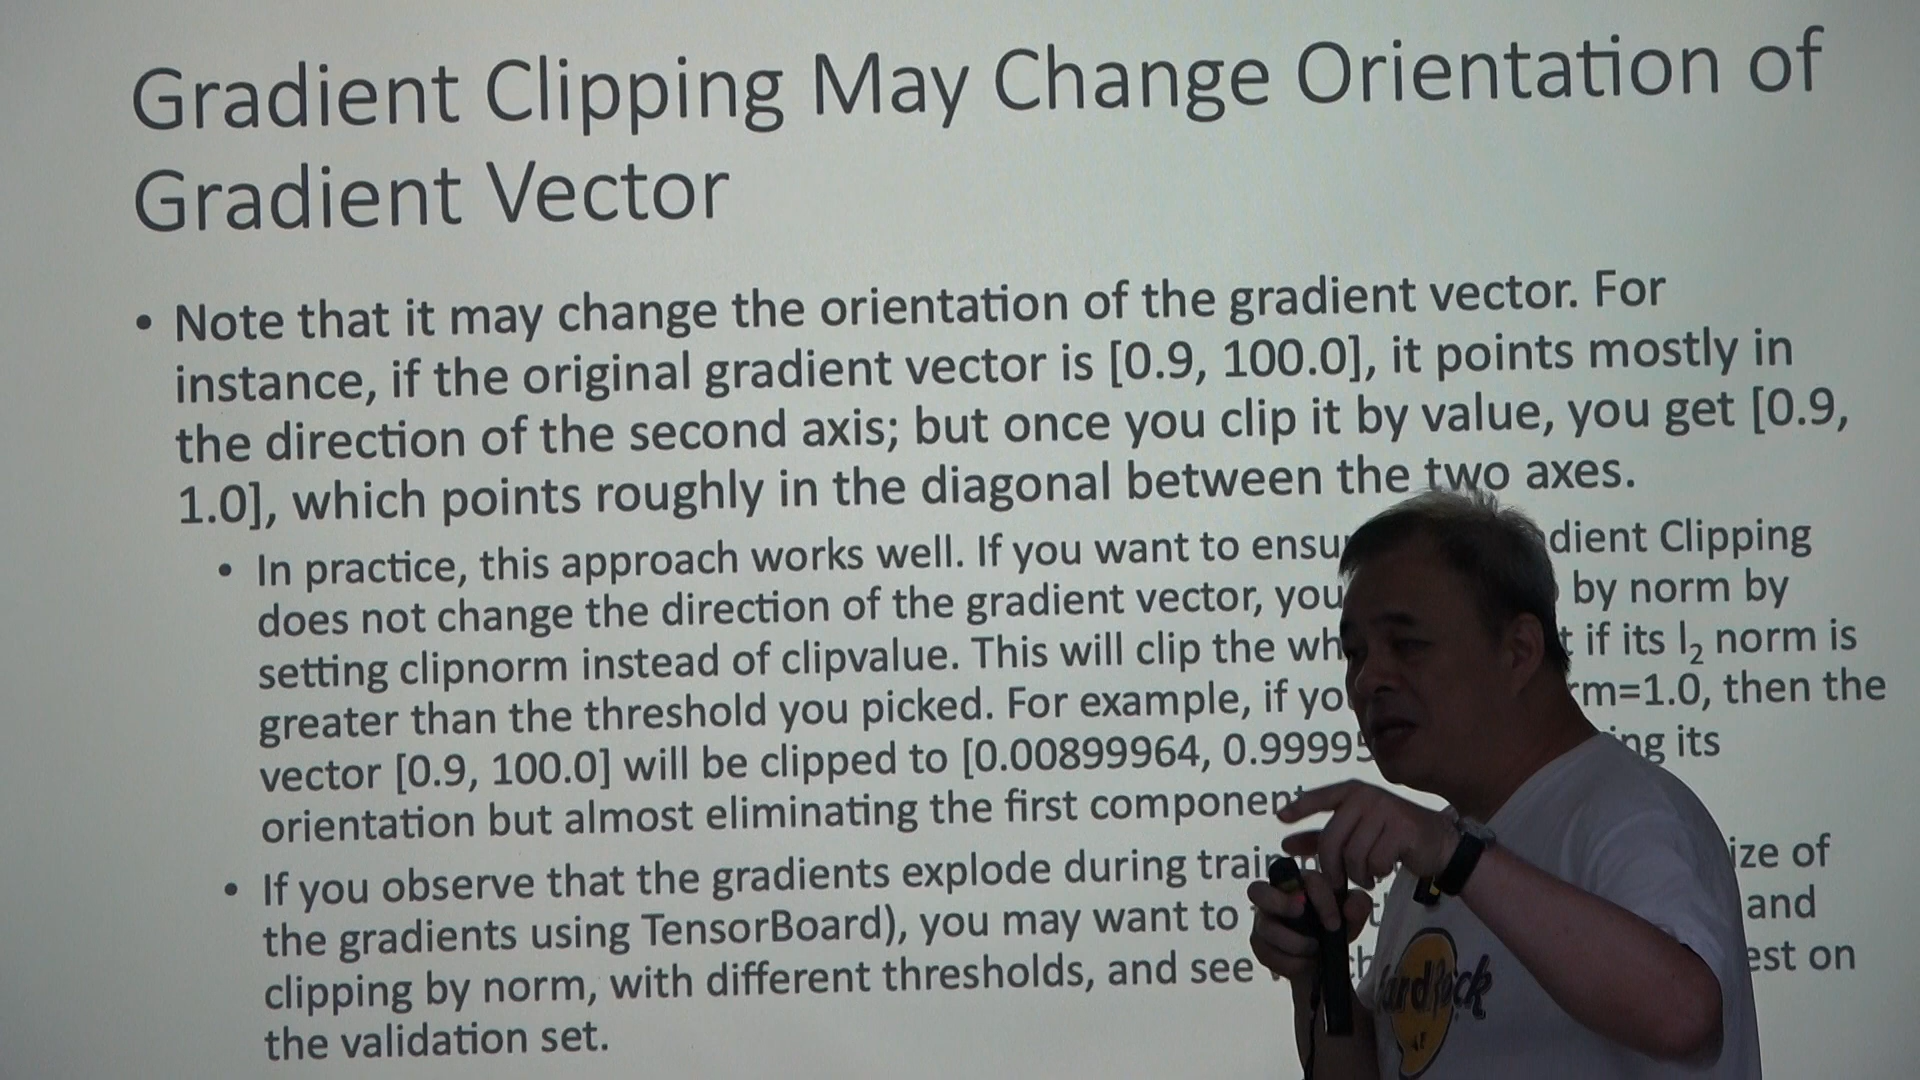 Gradient Clipping May Change Orientation of
Gradient Vector
• Note that it may change the orientation of the gradient vector. For
instance, if the original gradient vector is [0.9, 100.0], it points mostly in
the direction of the second axis; but once you clip it by value, you get [0.9,
1.0], which points roughly in the diagonal between the two axes.
• In practice, this approach works well. If you want to dient Clipping
does not change the direction of the gradient vector, you by norm by
setting clipnorm instead of clipvalue. This will clip the if its l₂ norm is
greater than the threshold you picked. For example, if rm=1.0, then the
vector [0.9, 100.0] will be clipped to [0.00899964, 0.9999 its
orientation but almost eliminating the first component
• If you observe that the gradients explode during ize of
the gradients using TensorBoard), you may want to and
clipping by norm, with different thresholds, and see est on
the validation set.
Hard Rock